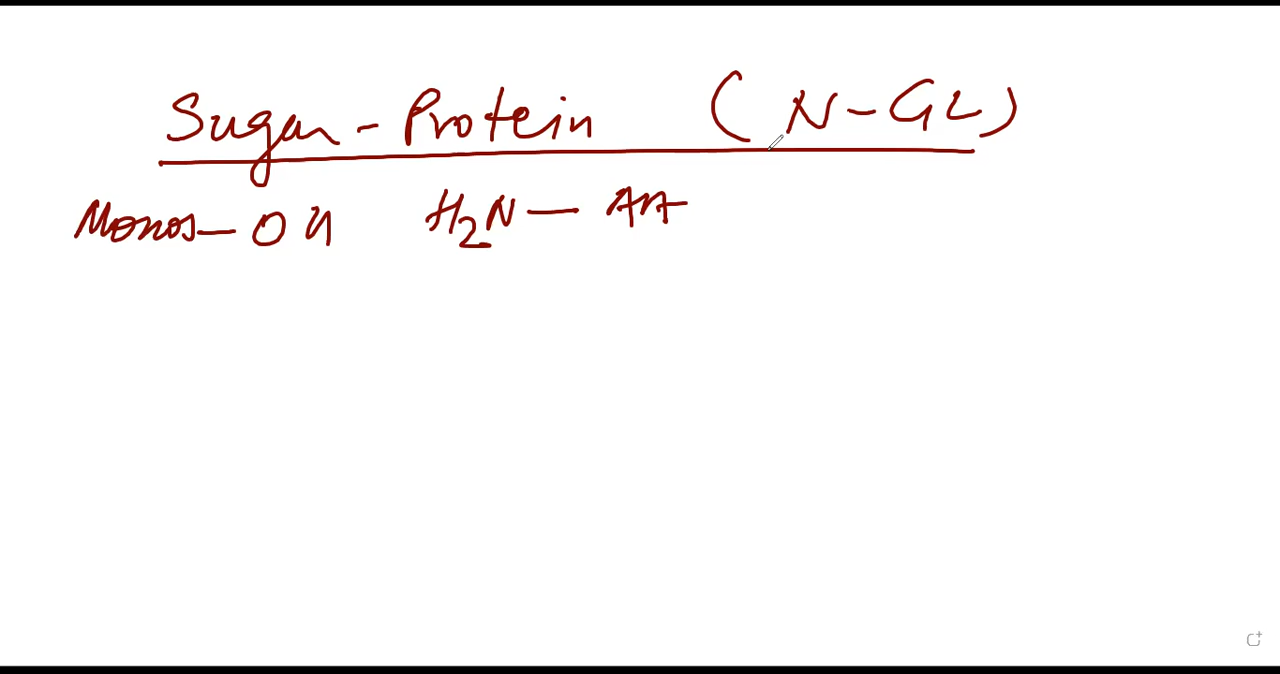 Sugar - Protein (N-GL)
Monos-OH H₂N-AA